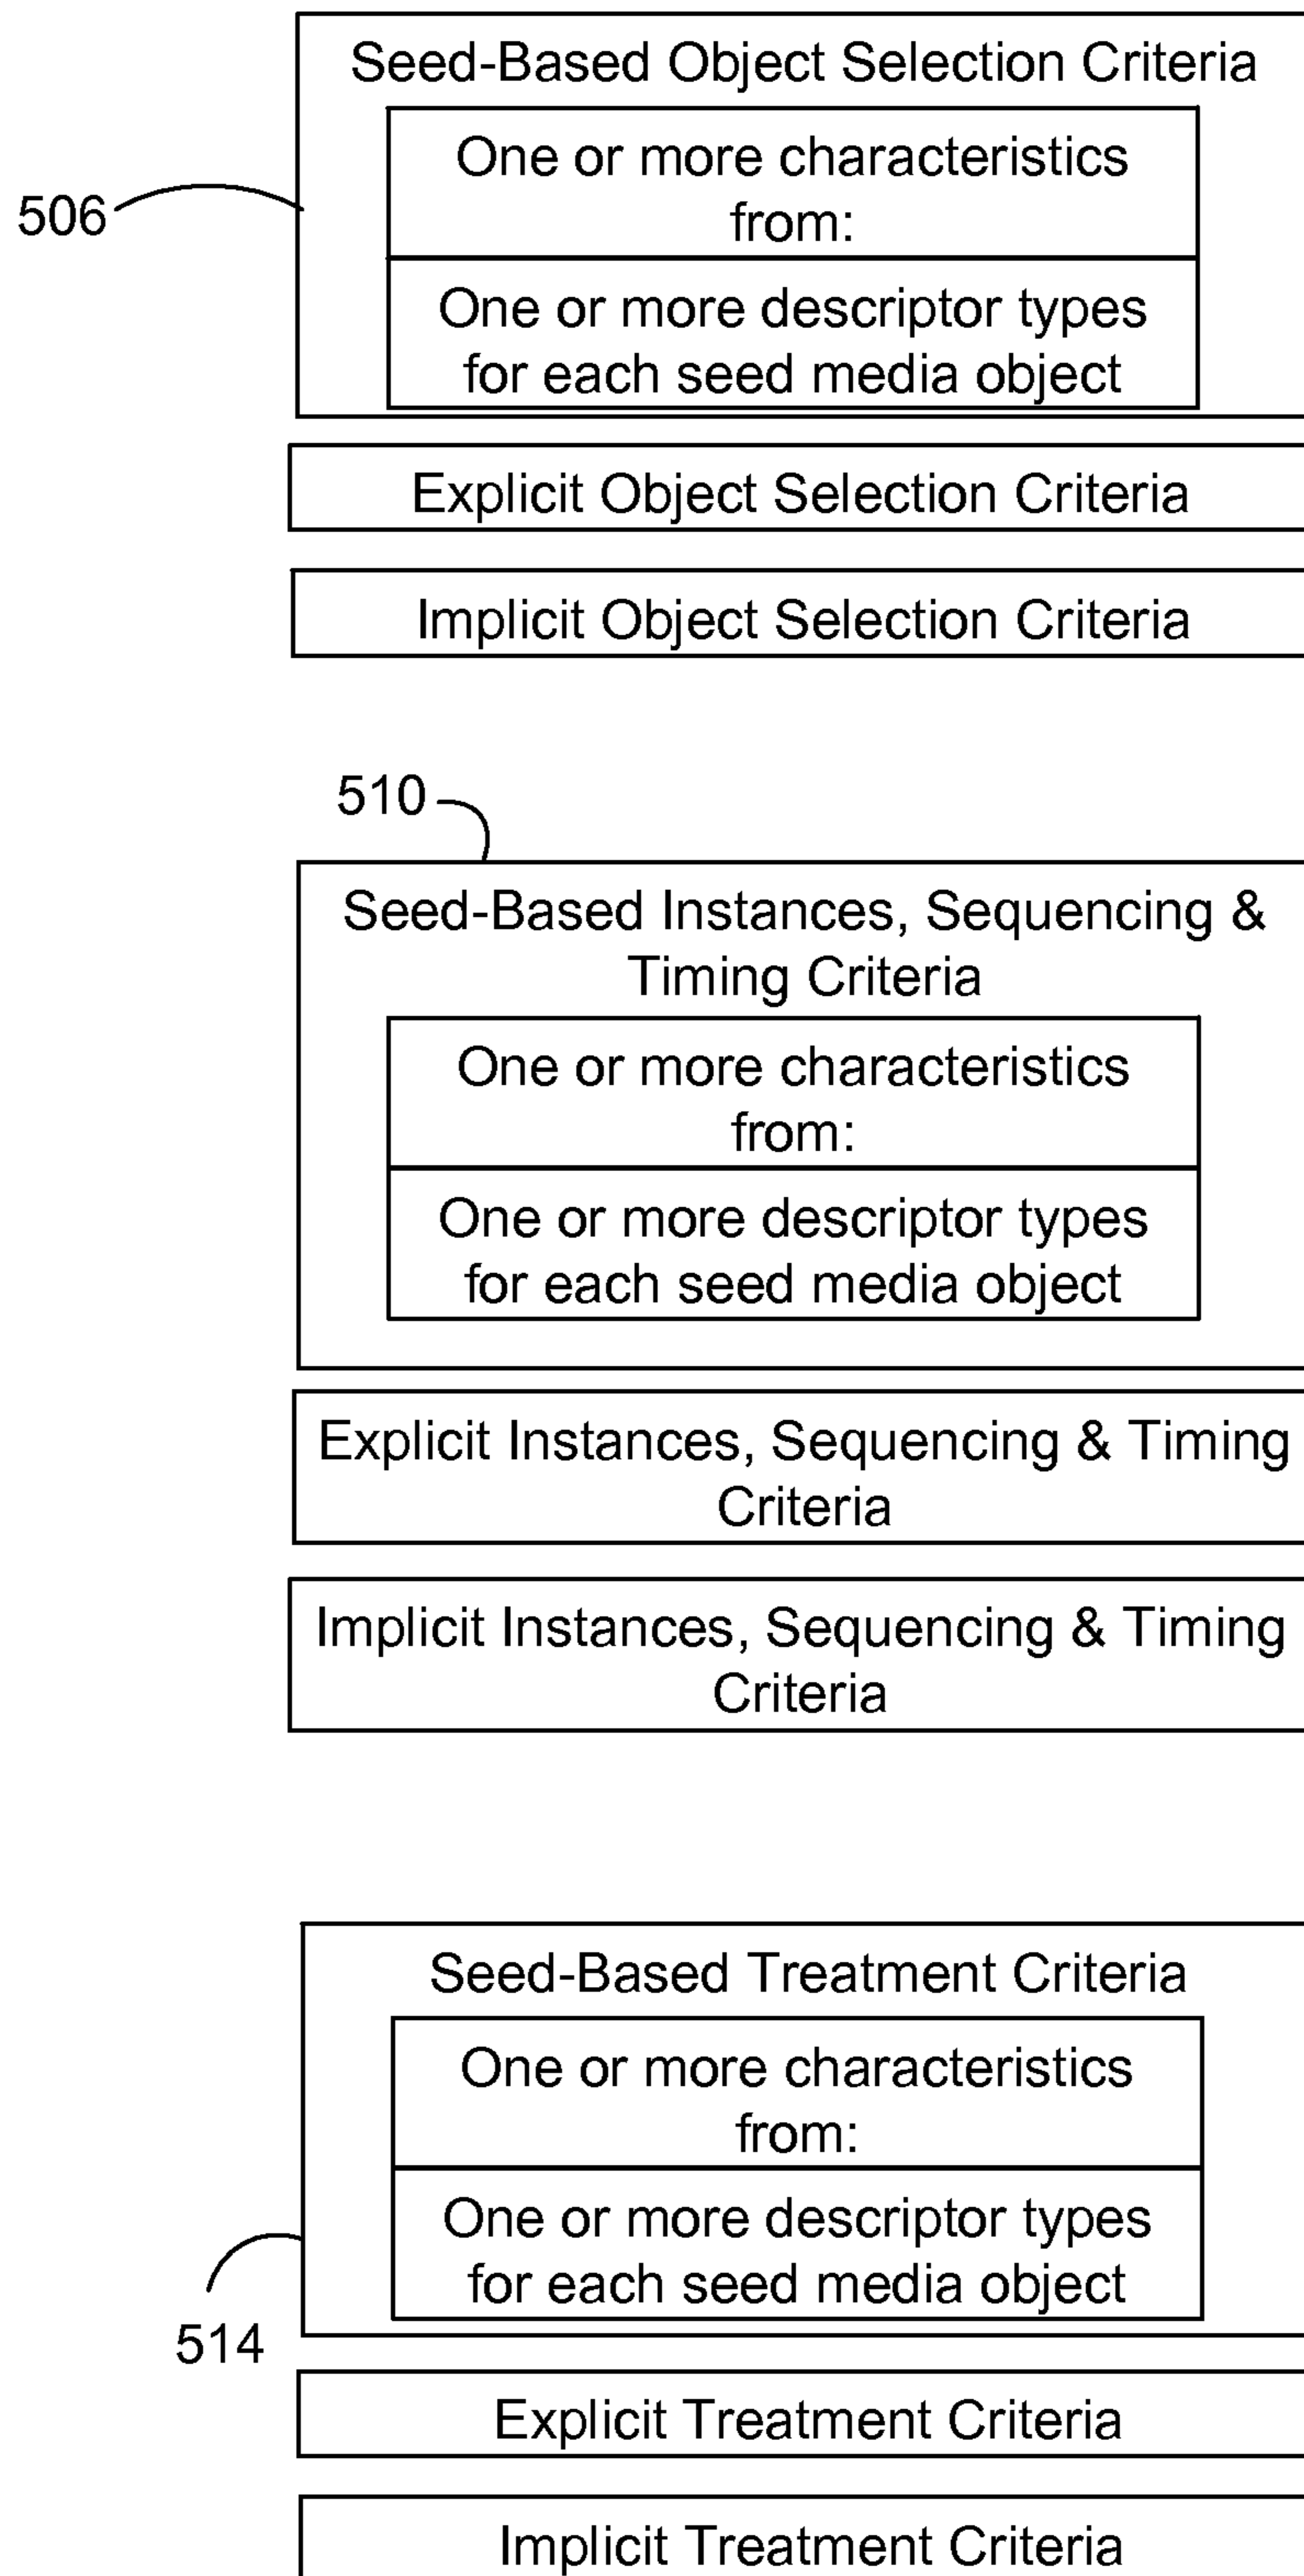 Seed-Based Object Selection Criteria
One or more characteristics
from:
506
One or more descriptor types
for each seed media object
Explicit Object Selection Criteria
Implicit Object Selection Criteria
510
Seed-Based Instances, Sequencing &
Timing Criteria
One or more characteristics
from:
One or more descriptor types
for each seed media object
Explicit Instances, Sequencing & Timing
Criteria
Implicit Instances, Sequencing & Timing
Criteria
Seed-Based Treatment Criteria
One or more characteristics
from:
One or more descriptor types
for each seed media object
514
Explicit Treatment Criteria
Implicit Treatment Criteria